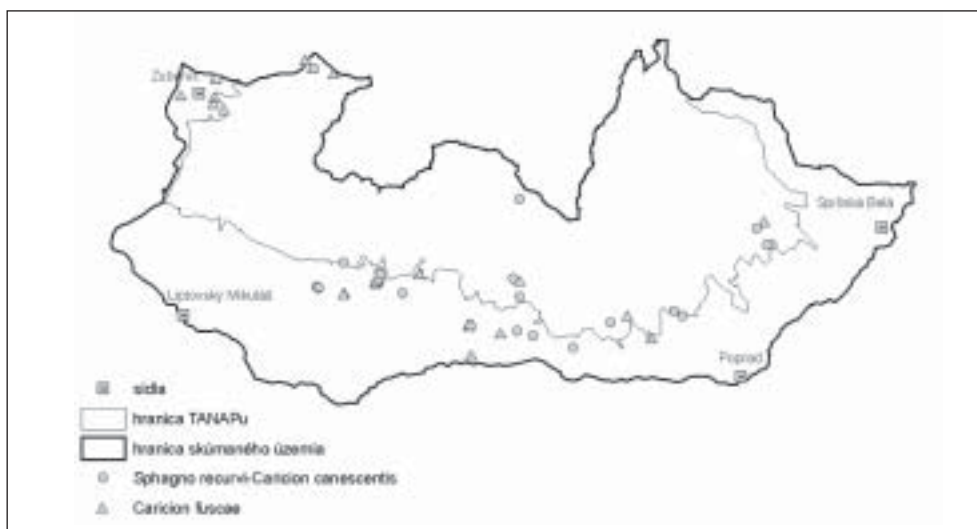 Zuberec
Spišská Belá
Liptovský Mikuláš
Poprad
sídla
hranica TANAPu
hranica skúmaného územia
Sphagno recurvi-Caricion canescentis
Caricion fuscae